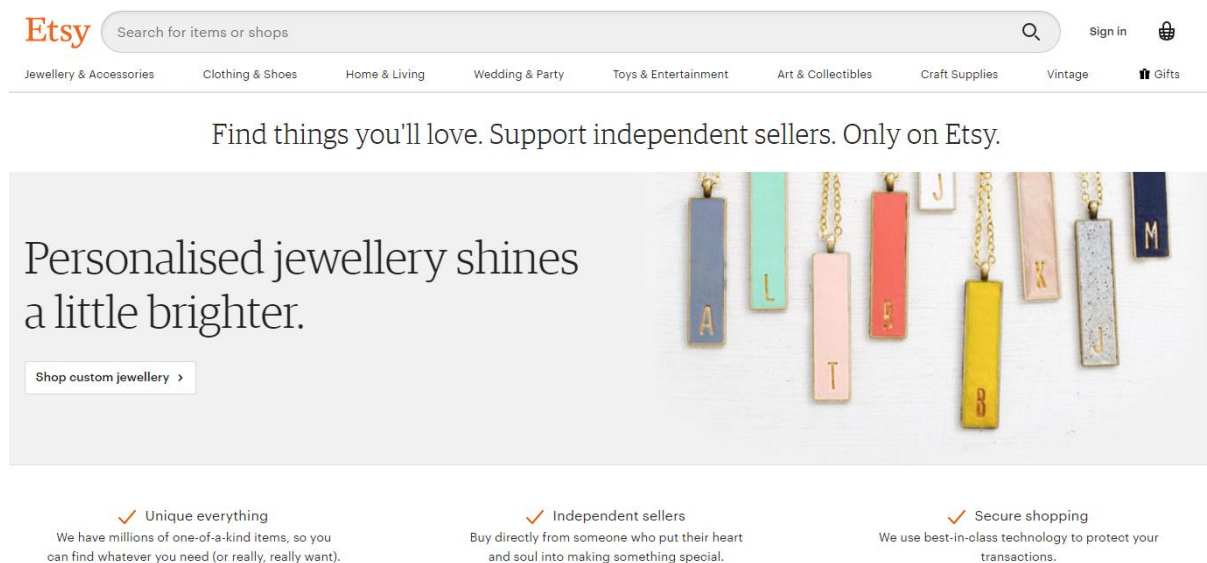 Etsy
Search for items or shops
Sign in
Jewellery & Accessories
Clothing & Shoes
Home & Living
Wedding & Party
Toys & Entertainment
Art & Collectibles
Craft Supplies
Vintage
Gifts
Find things you'll love. Support independent sellers. Only on Etsy.
Personalised jewellery shines
a little brighter.
Shop custom jewellery
A
L
T
R
J
B
K
J
M
Unique everything
We have millions of one-of-a-kind items, so you
can find whatever you need (or really, really want).
Independent sellers
Buy directly from someone who put their heart
and soul into making something special.
Secure shopping
We use best-in-class technology to protect your
transactions.